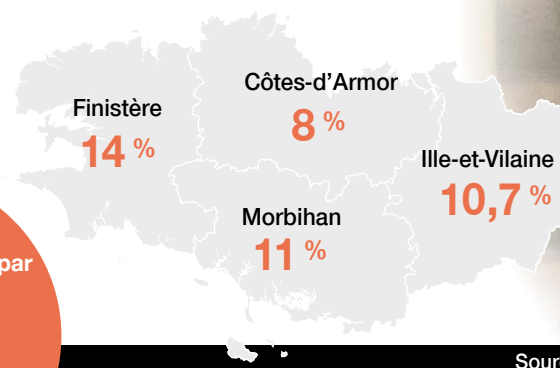 Finistère
14 %
Côtes-d'Armor
8 %
Ille-et-Vilaine
10,7 %
Morbihan
11 %
par
Sour